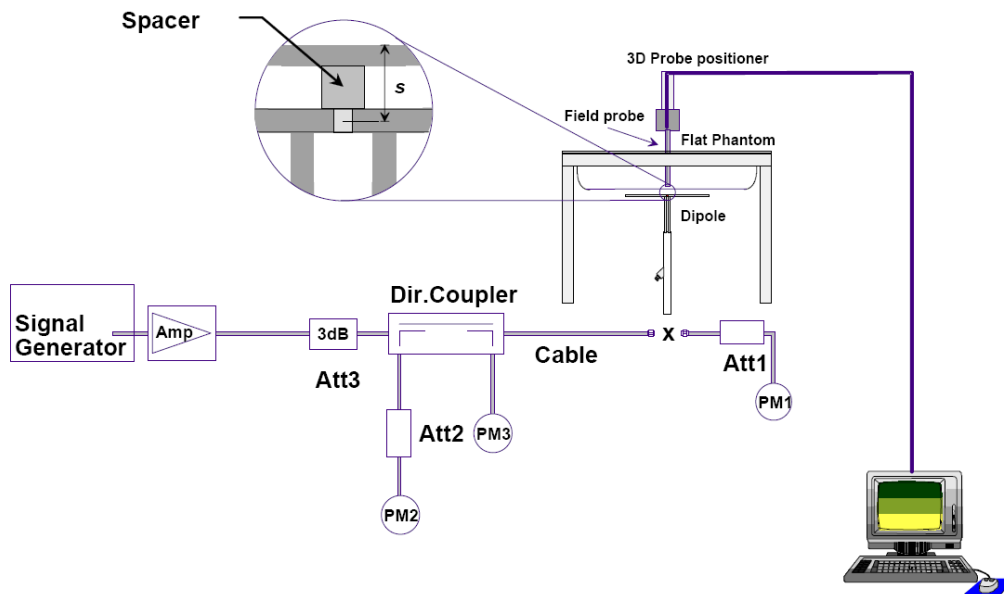 Spacer
s
3D Probe positioner
Field probe
Flat Phantom
Dipole
Dir.Coupler
Signal
Generator
Amp
3dB
Att3
Cable
X
Att1
PM1
Att2
PM3
PM2